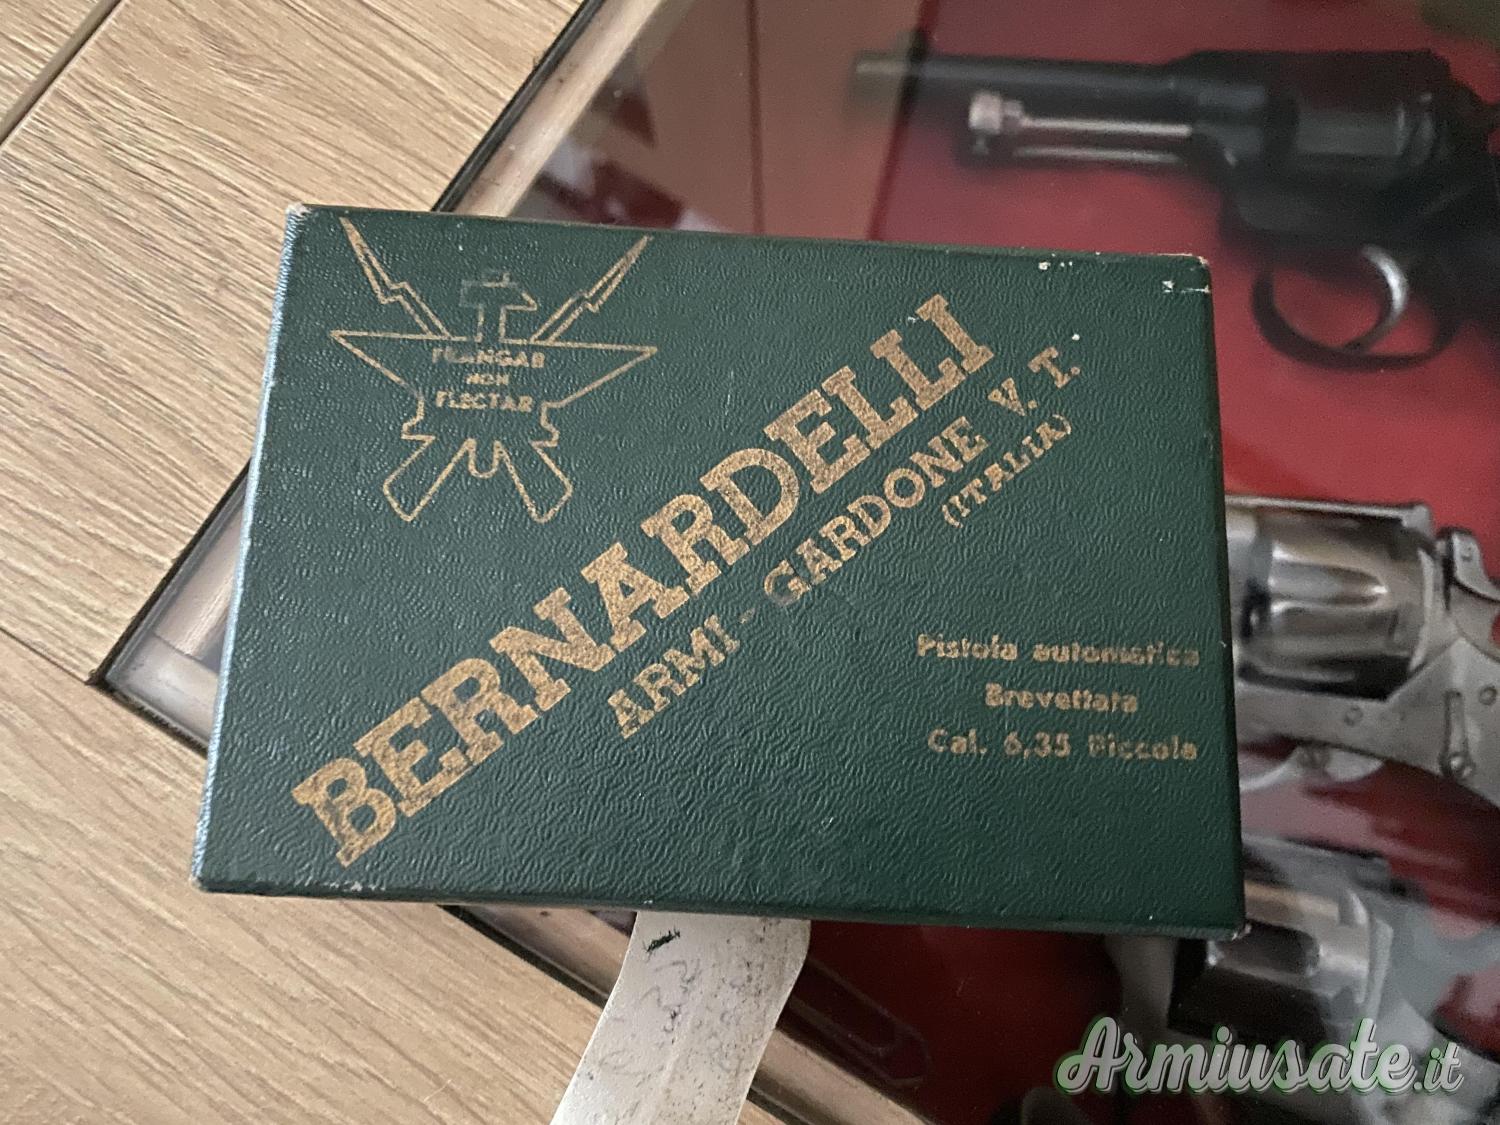 FRANGAR
NON
FLECTAR
BERNARDELLI
ARMI - GARDONE V. T.
(ITALIA)
Pistola automatica
Brevettata
Cal. 6,35 Piccola
Armiusate.it